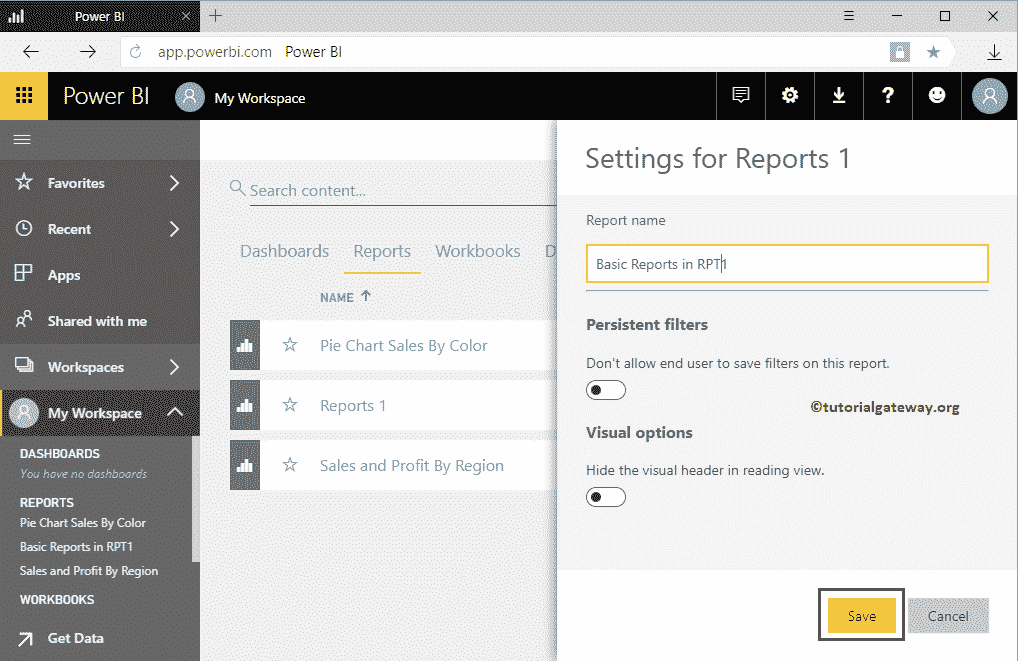 Power BI
app.powerbi.com Power BI
Power BI My Workspace
Favorites
Recent
Apps
Shared with me
Workspaces
My Workspace
DASHBOARDS
You have no dashboards
REPORTS
Pie Chart Sales By Color
Basic Reports in RPT1
Sales and Profit By Region
WORKBOOKS
Get Data
Search content...
Dashboards Reports Workbooks D
NAME
Pie Chart Sales By Color
Reports 1
Sales and Profit By Region
Settings for Reports 1
Report name
Basic Reports in RPT1
Persistent filters
Don't allow end user to save filters on this report.
©tutorialgateway.org
Visual options
Hide the visual header in reading view.
Save Cancel